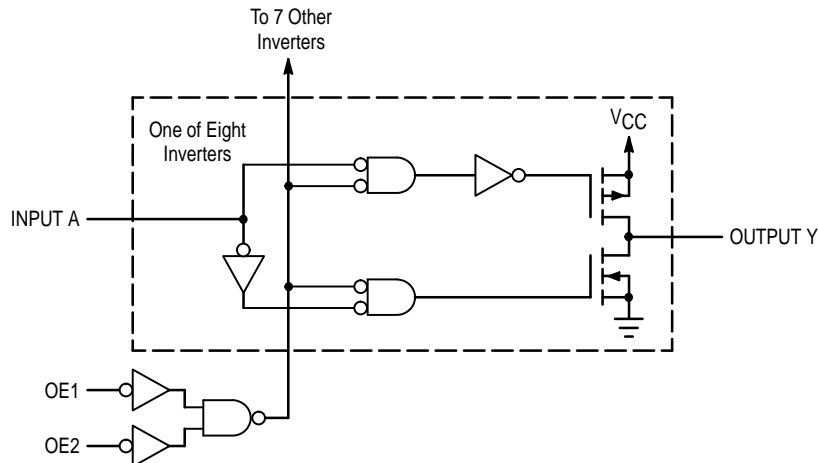 To 7 Other
Inverters
One of Eight
Inverters
VCC
INPUT A
OUTPUT Y
OE1
OE2